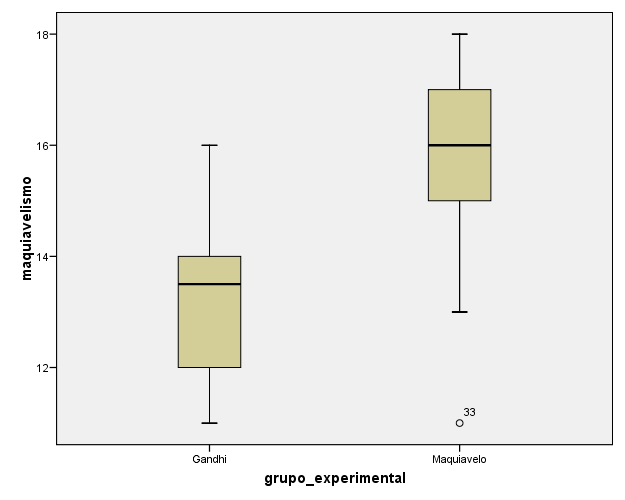 maquiavelismo
18
16
14
12
33
Gandhi
Maquiavelo
grupo_experimental